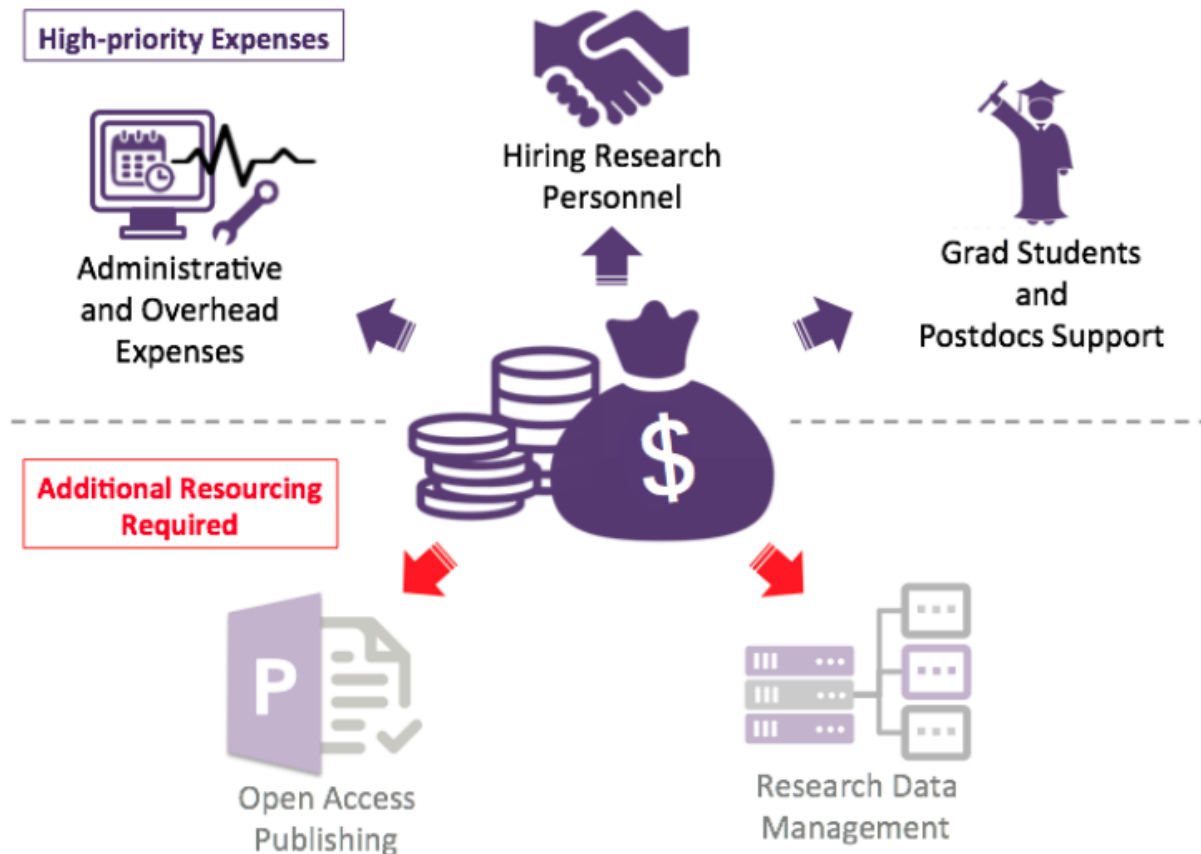 High-priority Expenses
Hiring Research
Personnel
Administrative
and Overhead
Expenses
Grad Students
and
Postdocs Support
$
Additional Resourcing
Required
P
Open Access
Publishing
Research Data
Management